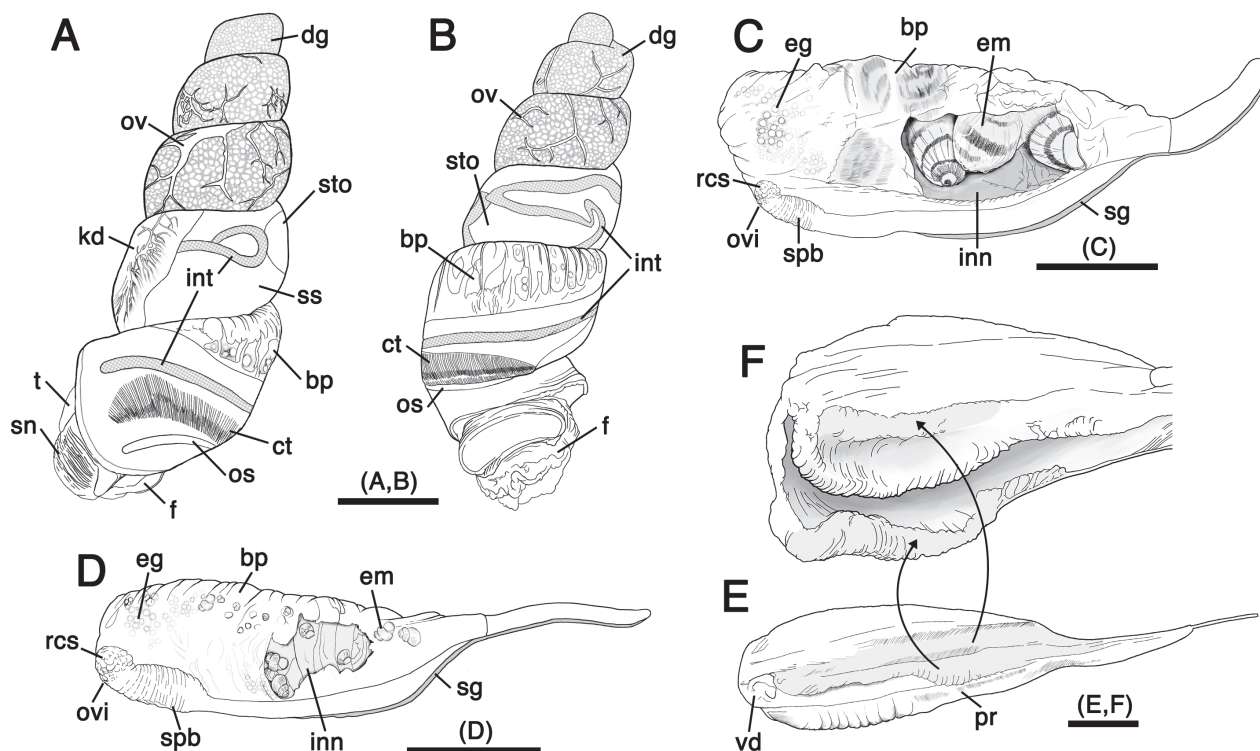 A
dg
ov
sto
kd
int
ss
t
bp
sn
ct
os
f
(A,B)
B
dg
ov
sto
bp
int
ct
os
f
C
eg
bp
em
rcs
ovi
spb
inn
sg
(C)
D
eg
bp
em
rcs
ovi
spb
inn
sg
(D)
F
E
vd
pr
(E,F)